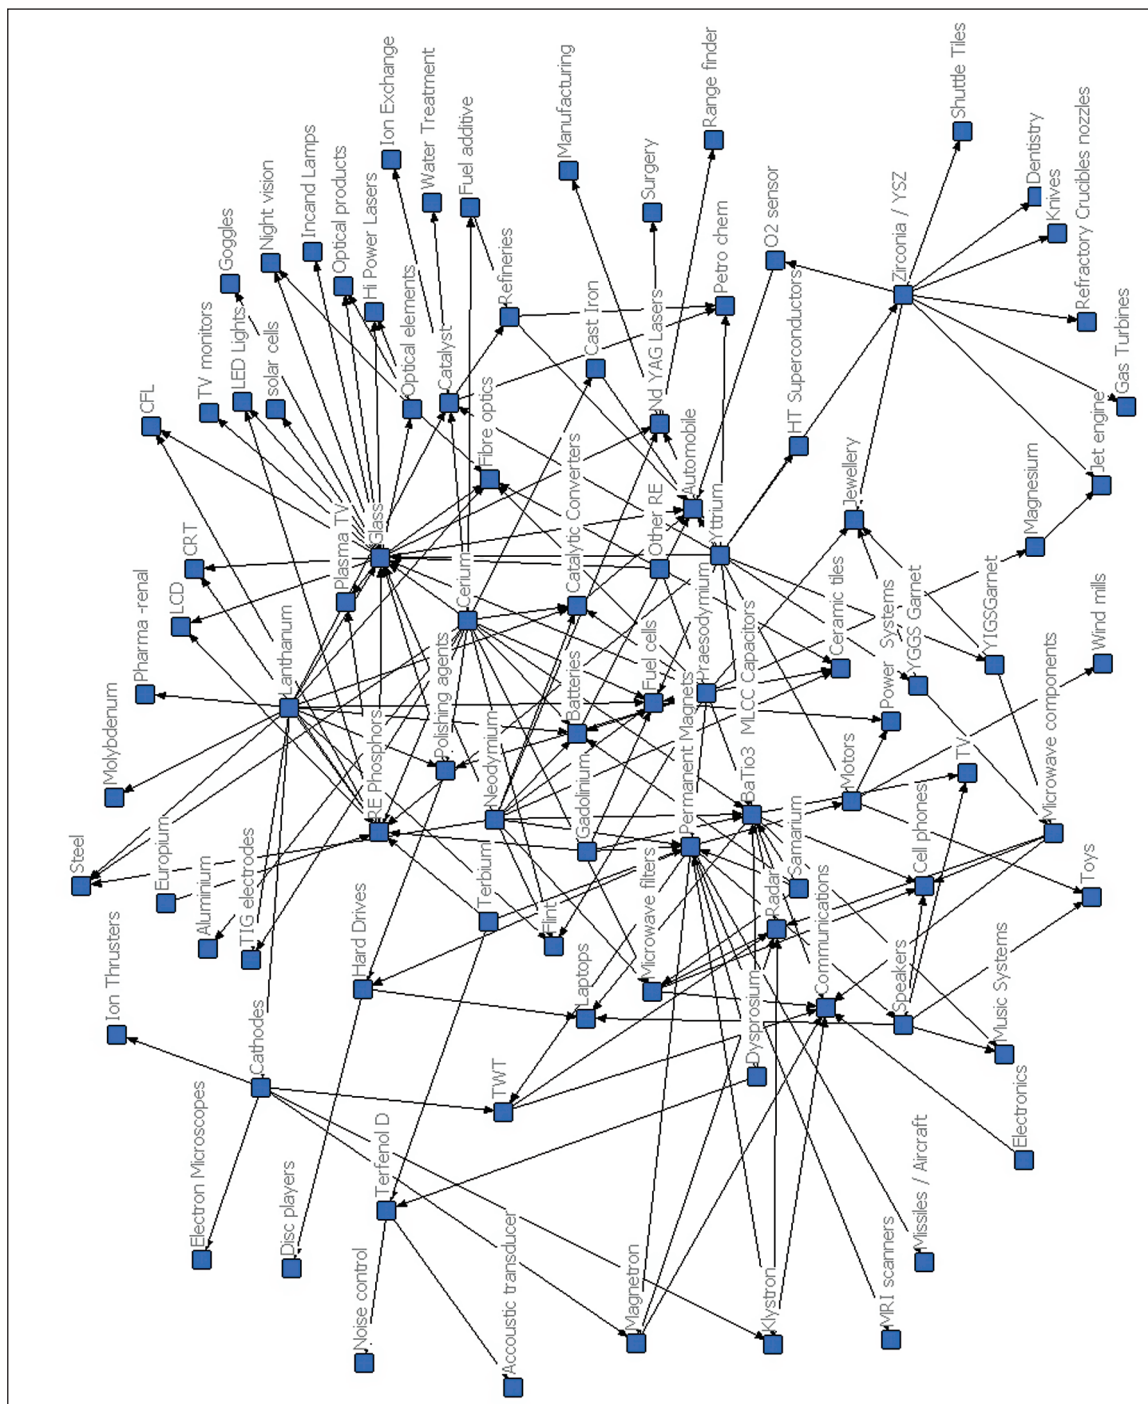 Shuttle Tiles
Dentistry
Knives
Refractory Crucibles nozzles
Gas Turbines
Zirconia / YSZ
Range finder
O2 sensor
Manufacturing
Surgery
Petro chem
HT Superconductors
Ion Exchange
Water Treatment
Fuel additive
Refineries
Cast Iron
Nd YAG Lasers
Goggles
Night vision
Incand Lamps
Optical products
Hi Power Lasers
Optical elements
Catalyst
Fibre optics
CFL
TV monitors
LED Lights
solar cells
Automobile
Jewellery
Magnesium
Jet engine
CRT
LCD
Plasma TV
Glass
Cerium
Catalytic Converters
Other RE
Yttrium
Pharma -renal
Lanthanum
Polishing agents
Batteries
Fuel cells
Praesodymium
Ceramic tiles
Power Systems
YGGS Garnet
YIGSGarnet
Wind mills
Molybdenum
RE Phosphors
Neodymium
Gadolinium
Permanent Magnets
BaTio3 MLCC Capacitors
Motors
TV
Microwave components
Steel
Europium
Aluminium
TIG electrodes
Terbium
Flint
Microwave filters
Radar
Samarium
Cell phones
Toys
Ion Thrusters
Cathodes
Hard Drives
Laptops
Dysprosium
Communications
Speakers
Music Systems
Electronics
Electron Microscopes
Disc players
Terfenol D
TWT
Noise control
Accoustic transducer
Magnetron
Klystron
MRI scanners
Missiles / Aircraft